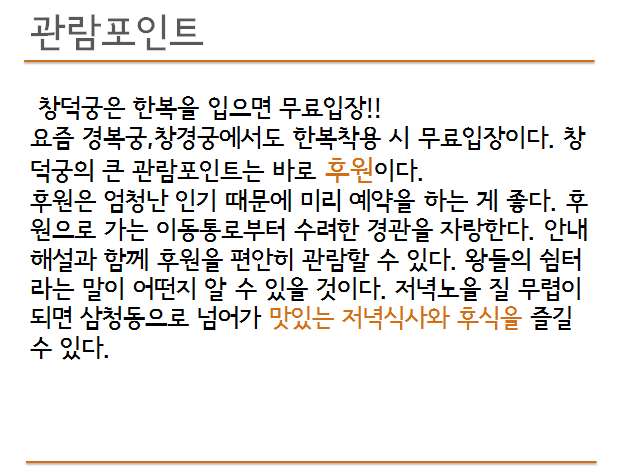 관람포인트
창덕궁은 한복을 입으면 무료입장!!
요즘 경복궁,창경궁에서도 한복착용 시 무료입장이다. 창
덕궁의 큰 관람포인트는 바로 후원이다.
후원은 엄청난 인기 때문에 미리 예약을 하는 게 좋다. 후
원으로 가는 이동통로부터 수려한 경관을 자랑한다. 안내
해설과 함께 후원을 편안히 관람할 수 있다. 왕들의 쉼터
라는 말이 어떤지 알 수 있을 것이다. 저녁노을 질 무렵이
되면 삼청동으로 넘어가 맛있는 저녁식사와 후식을 즐길
수 있다.